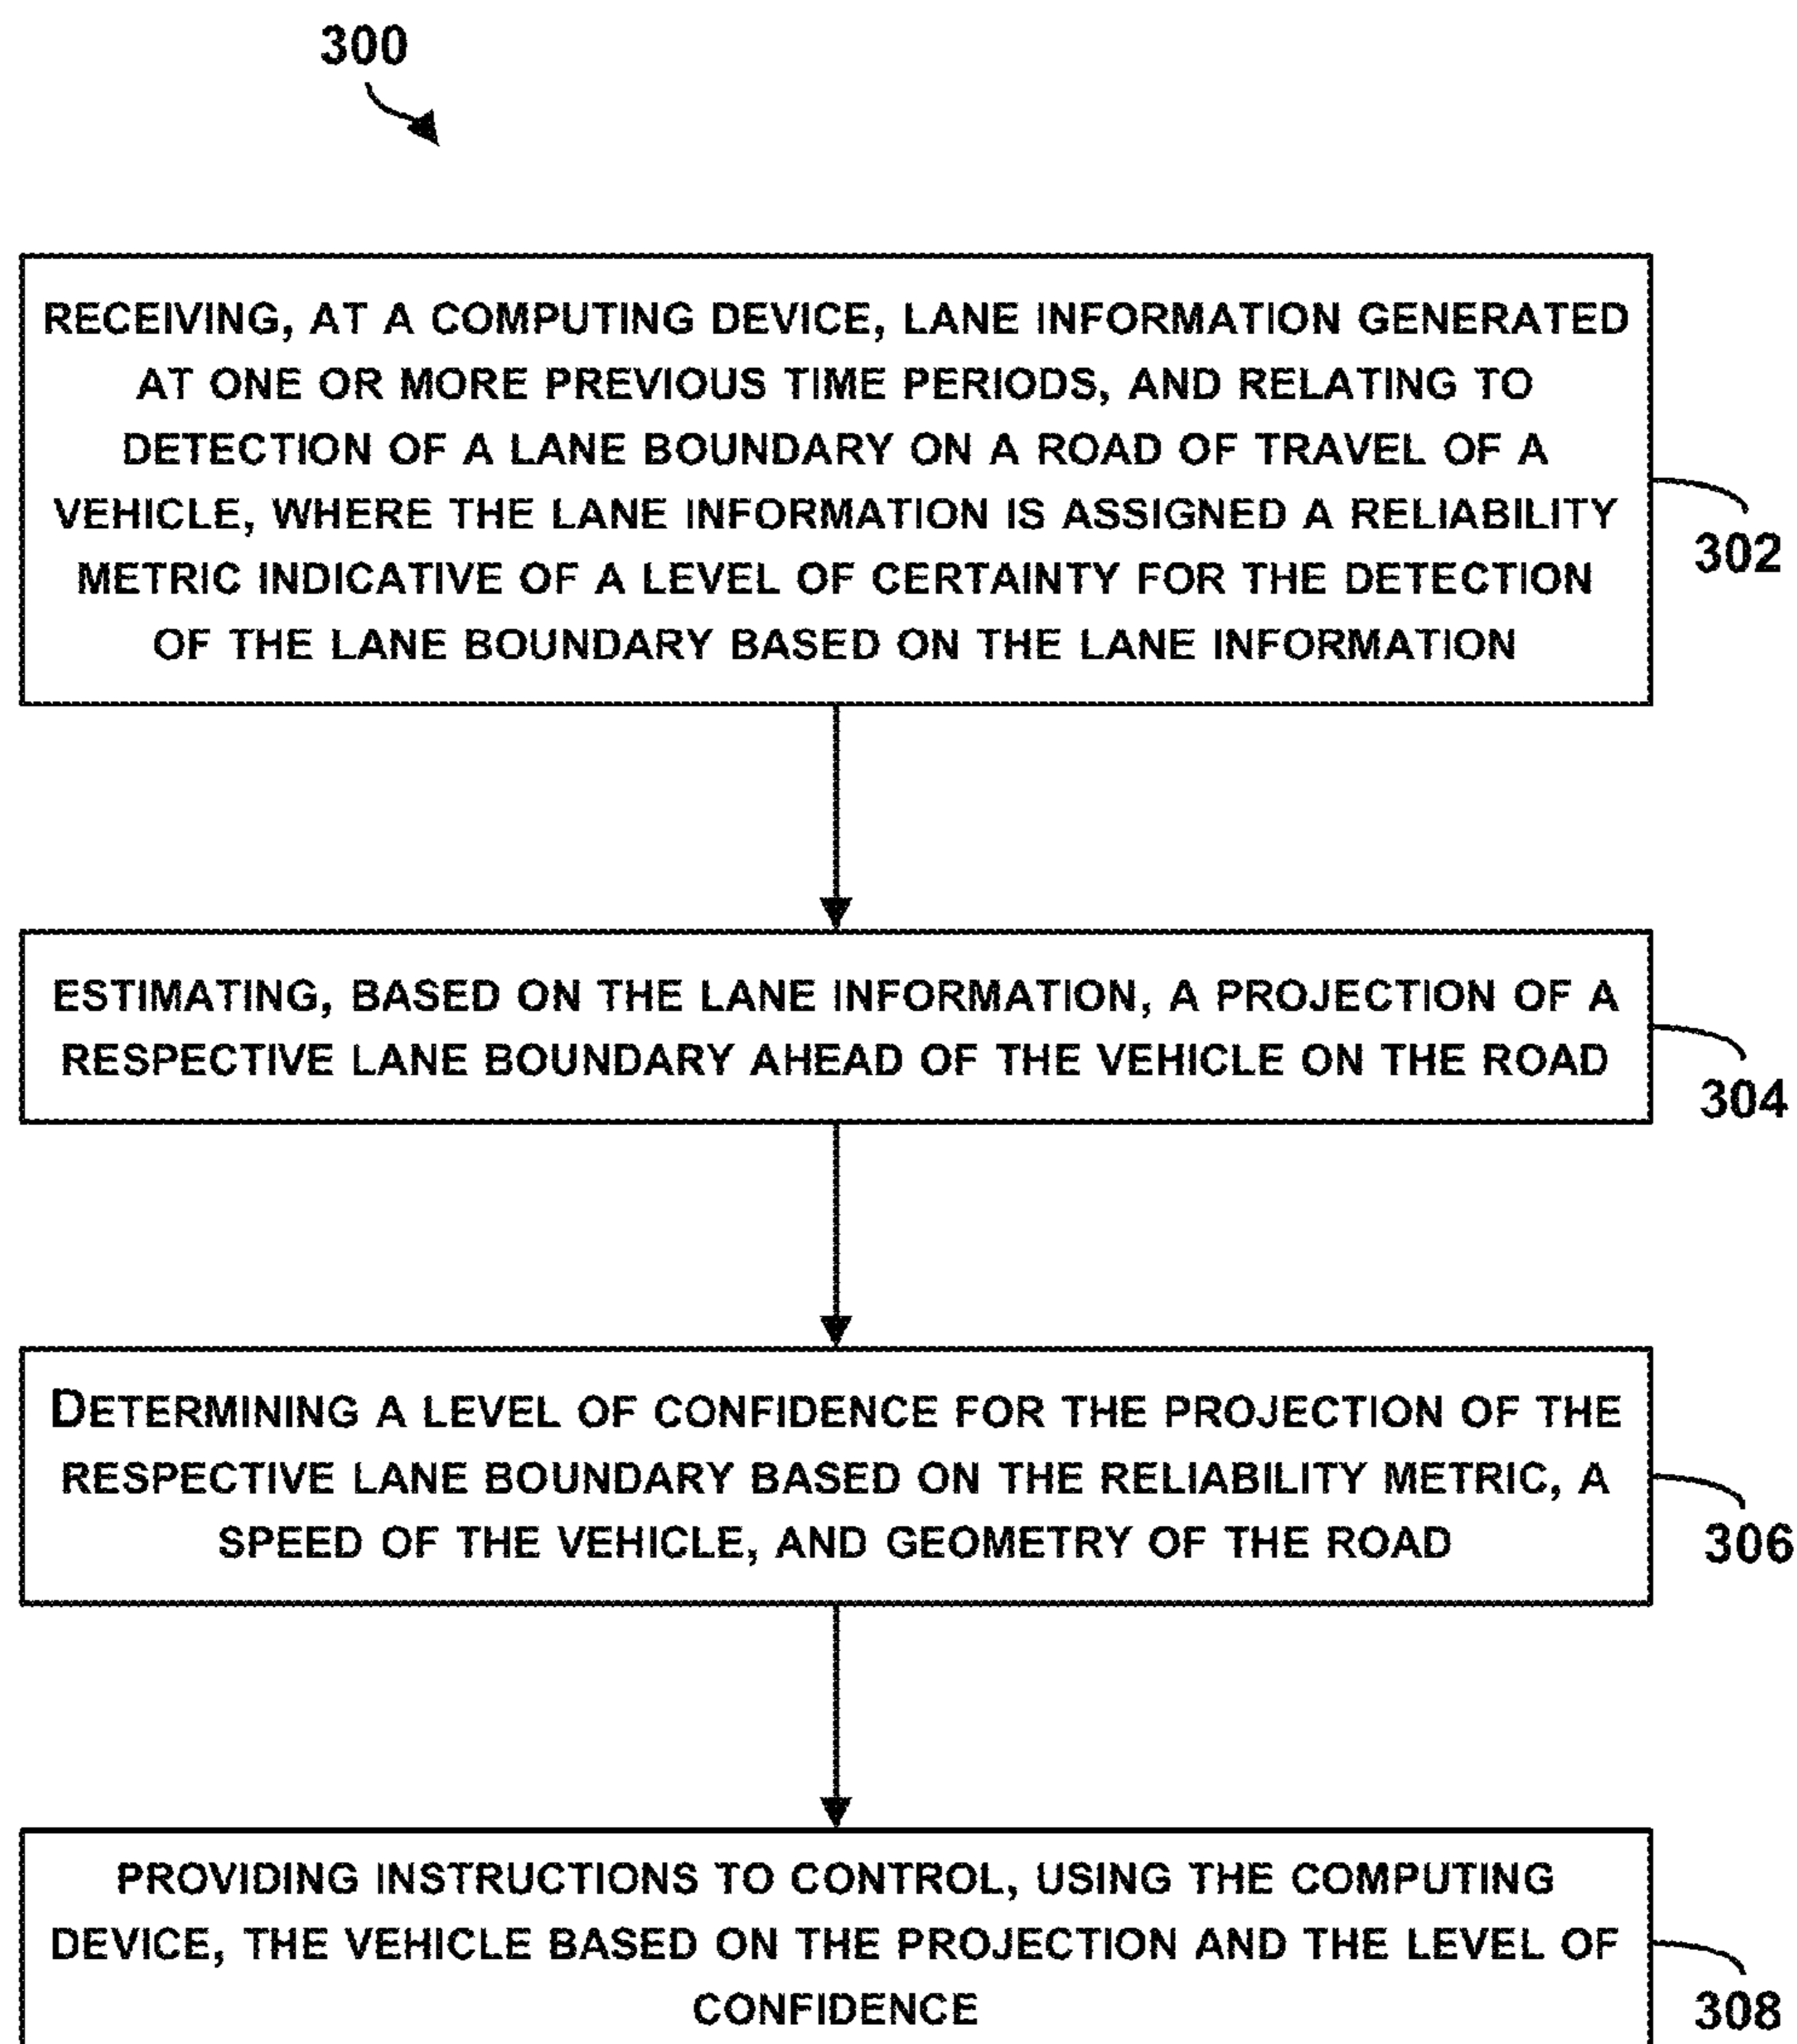 300
RECEIVING, AT A COMPUTING DEVICE, LANE INFORMATION GENERATED
AT ONE OR MORE PREVIOUS TIME PERIODS, AND RELATING TO
DETECTION OF A LANE BOUNDARY ON A ROAD OF TRAVEL OF A
VEHICLE, WHERE THE LANE INFORMATION IS ASSIGNED A RELIABILITY
METRIC INDICATIVE OF A LEVEL OF CERTAINTY FOR THE DETECTION
OF THE LANE BOUNDARY BASED ON THE LANE INFORMATION
302
ESTIMATING, BASED ON THE LANE INFORMATION, A PROJECTION OF A
RESPECTIVE LANE BOUNDARY AHEAD OF THE VEHICLE ON THE ROAD
304
DETERMINING A LEVEL OF CONFIDENCE FOR THE PROJECTION OF THE
RESPECTIVE LANE BOUNDARY BASED ON THE RELIABILITY METRIC, A
SPEED OF THE VEHICLE, AND GEOMETRY OF THE ROAD
306
PROVIDING INSTRUCTIONS TO CONTROL, USING THE COMPUTING
DEVICE, THE VEHICLE BASED ON THE PROJECTION AND THE LEVEL OF
CONFIDENCE
308